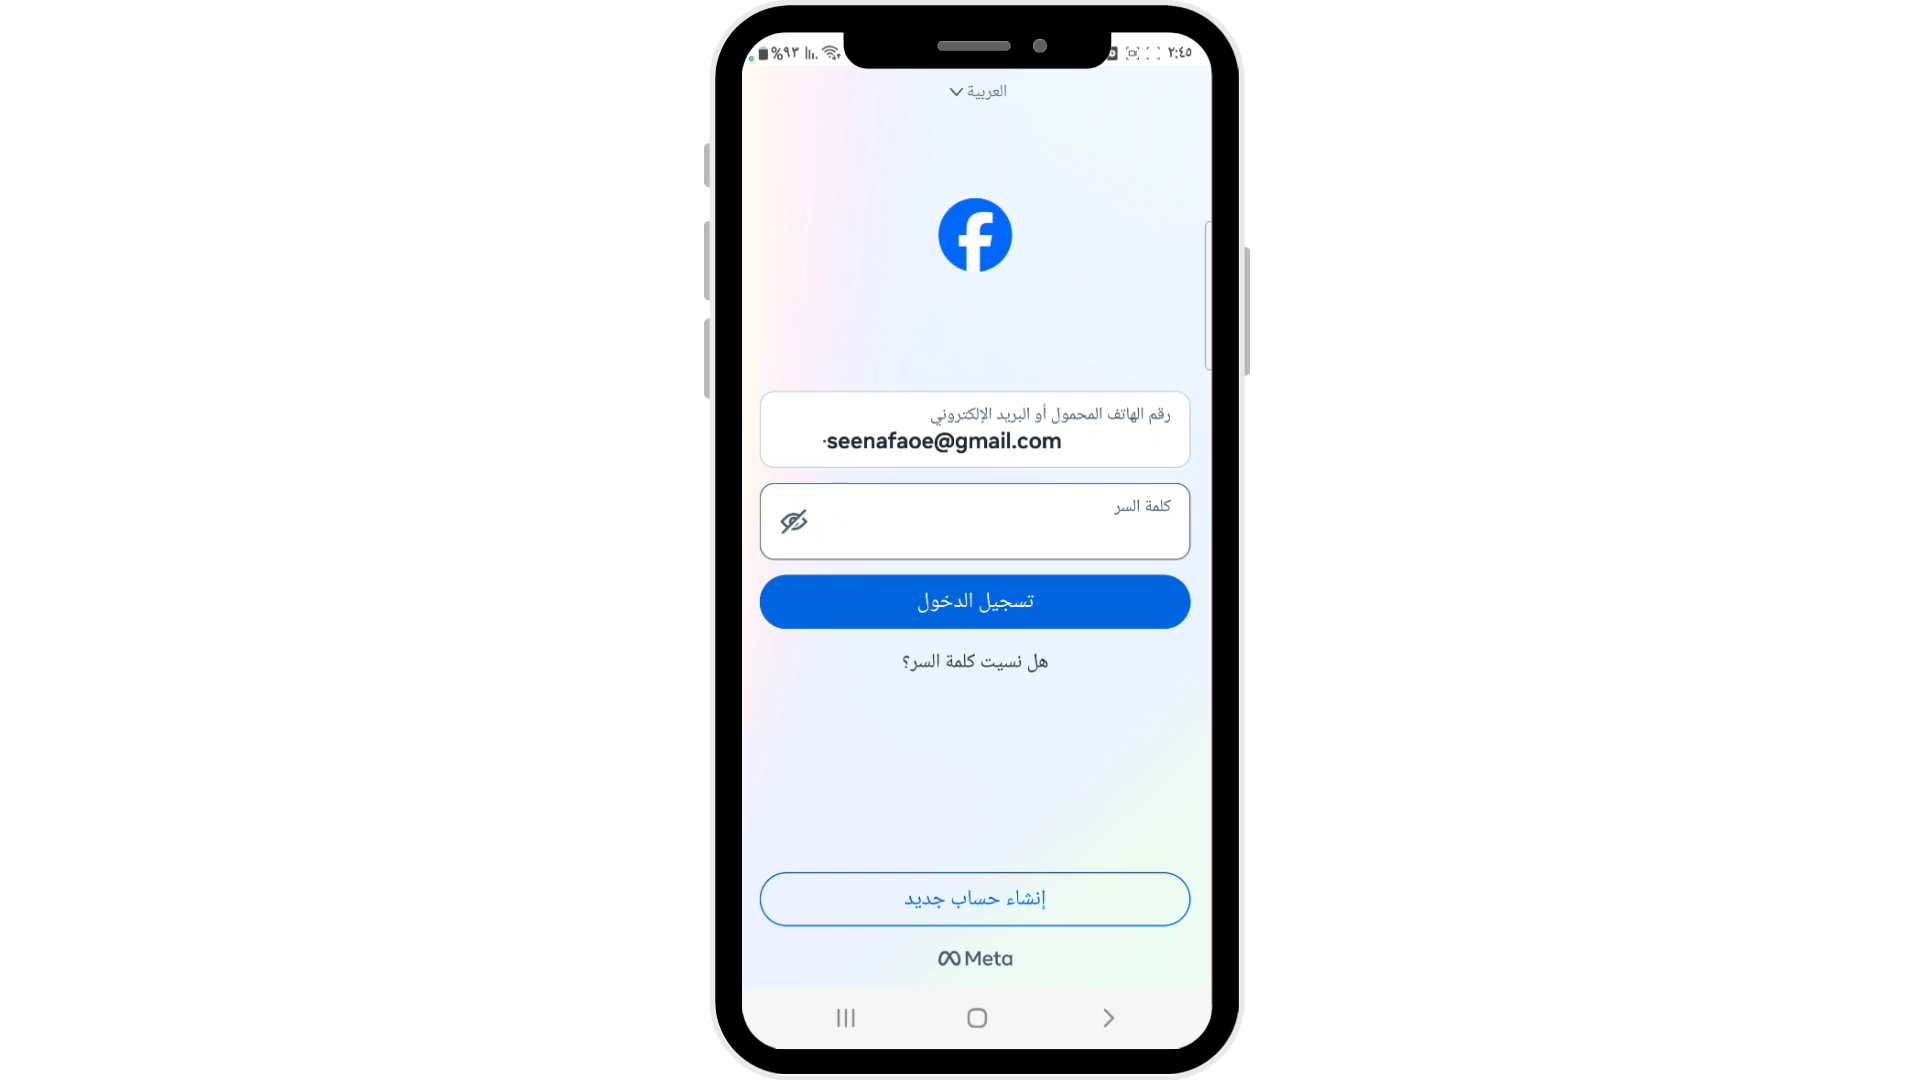 %٩٣ ٢:٤٥
العربية
رقم الهاتف المحمول أو البريد الإلكتروني
seenafaoe@gmail.com
كلمة السر
تسجيل الدخول
هل نسيت كلمة السر؟
إنشاء حساب جديد
Meta